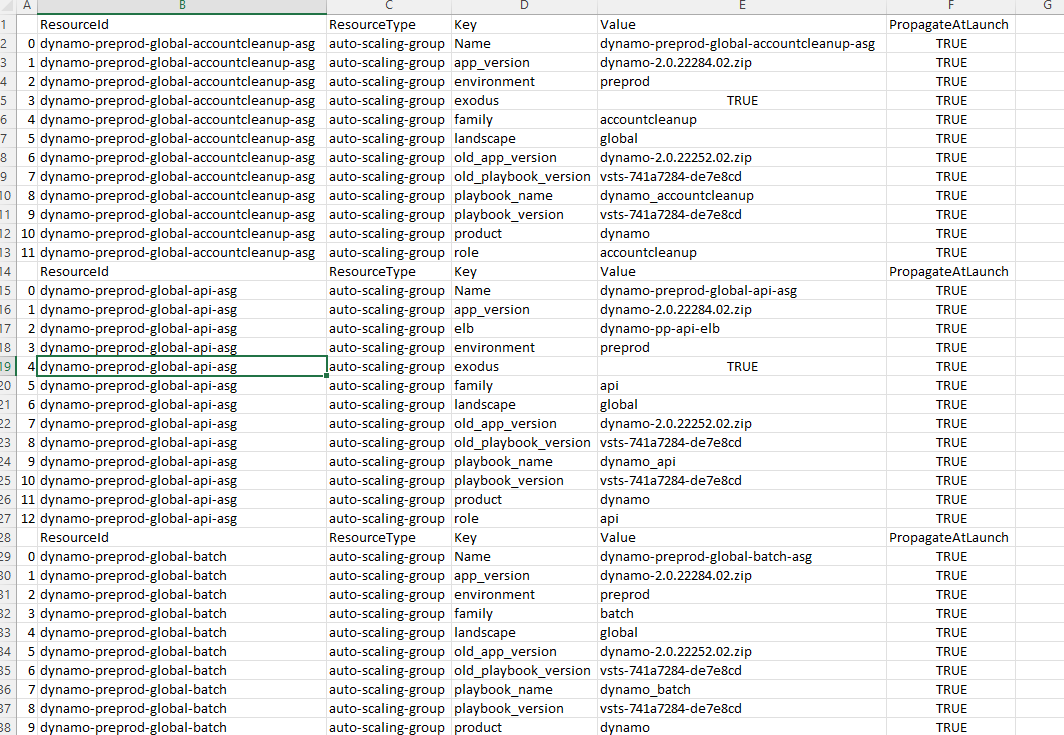 A B C D E F G
1 ResourceId ResourceType Key Value PropagateAtLaunch
2 0 dynamo-preprod-global-accountcleanup-asg auto-scaling-group Name dynamo-preprod-global-accountcleanup-asg TRUE
3 1 dynamo-preprod-global-accountcleanup-asg auto-scaling-group app_version dynamo-2.0.22284.02.zip TRUE
4 2 dynamo-preprod-global-accountcleanup-asg auto-scaling-group environment preprod TRUE
5 3 dynamo-preprod-global-accountcleanup-asg auto-scaling-group exodus TRUE TRUE
6 4 dynamo-preprod-global-accountcleanup-asg auto-scaling-group family accountcleanup TRUE
7 5 dynamo-preprod-global-accountcleanup-asg auto-scaling-group landscape global TRUE
8 6 dynamo-preprod-global-accountcleanup-asg auto-scaling-group old_app_version dynamo-2.0.22252.02.zip TRUE
9 7 dynamo-preprod-global-accountcleanup-asg auto-scaling-group old_playbook_version vsts-741a7284-de7e8cd TRUE
10 8 dynamo-preprod-global-accountcleanup-asg auto-scaling-group playbook_name dynamo_accountcleanup TRUE
11 9 dynamo-preprod-global-accountcleanup-asg auto-scaling-group playbook_version vsts-741a7284-de7e8cd TRUE
12 10 dynamo-preprod-global-accountcleanup-asg auto-scaling-group product dynamo TRUE
13 11 dynamo-preprod-global-accountcleanup-asg auto-scaling-group role accountcleanup TRUE
14 ResourceId ResourceType Key Value PropagateAtLaunch
15 0 dynamo-preprod-global-api-asg auto-scaling-group Name dynamo-preprod-global-api-asg TRUE
16 1 dynamo-preprod-global-api-asg auto-scaling-group app_version dynamo-2.0.22284.02.zip TRUE
17 2 dynamo-preprod-global-api-asg auto-scaling-group elb dynamo-pp-api-elb TRUE
18 3 dynamo-preprod-global-api-asg auto-scaling-group environment preprod TRUE
19 4 dynamo-preprod-global-api-asg auto-scaling-group exodus TRUE TRUE
20 5 dynamo-preprod-global-api-asg auto-scaling-group family api TRUE
21 6 dynamo-preprod-global-api-asg auto-scaling-group landscape global TRUE
22 7 dynamo-preprod-global-api-asg auto-scaling-group old_app_version dynamo-2.0.22252.02.zip TRUE
23 8 dynamo-preprod-global-api-asg auto-scaling-group old_playbook_version vsts-741a7284-de7e8cd TRUE
24 9 dynamo-preprod-global-api-asg auto-scaling-group playbook_name dynamo_api TRUE
25 10 dynamo-preprod-global-api-asg auto-scaling-group playbook_version vsts-741a7284-de7e8cd TRUE
26 11 dynamo-preprod-global-api-asg auto-scaling-group product dynamo TRUE
27 12 dynamo-preprod-global-api-asg auto-scaling-group role api TRUE
28 ResourceId ResourceType Key Value PropagateAtLaunch
29 0 dynamo-preprod-global-batch auto-scaling-group Name dynamo-preprod-global-batch-asg TRUE
30 1 dynamo-preprod-global-batch auto-scaling-group app_version dynamo-2.0.22284.02.zip TRUE
31 2 dynamo-preprod-global-batch auto-scaling-group environment preprod TRUE
32 3 dynamo-preprod-global-batch auto-scaling-group family batch TRUE
33 4 dynamo-preprod-global-batch auto-scaling-group landscape global TRUE
34 5 dynamo-preprod-global-batch auto-scaling-group old_app_version dynamo-2.0.22252.02.zip TRUE
35 6 dynamo-preprod-global-batch auto-scaling-group old_playbook_version vsts-741a7284-de7e8cd TRUE
36 7 dynamo-preprod-global-batch auto-scaling-group playbook_name dynamo_batch TRUE
37 8 dynamo-preprod-global-batch auto-scaling-group playbook_version vsts-741a7284-de7e8cd TRUE
38 9 dynamo-preprod-global-batch auto-scaling-group product dynamo TRUE